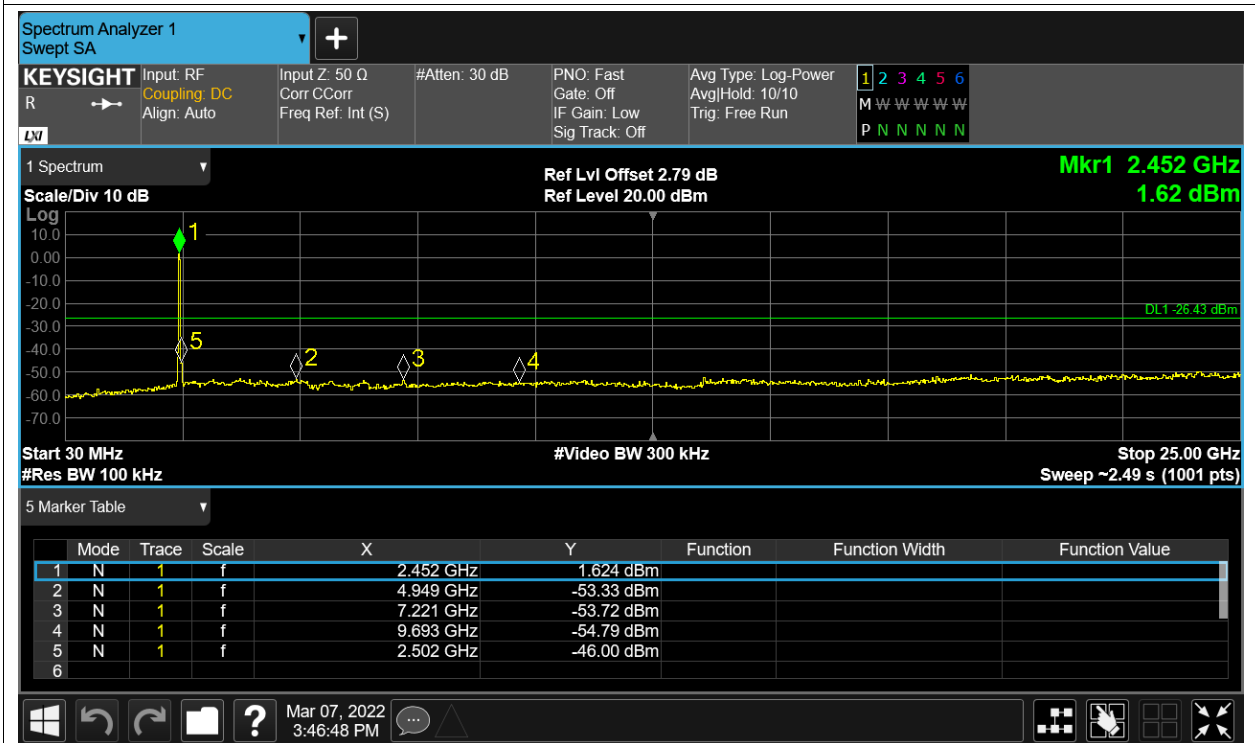 Spectrum Analyzer 1
Swept SA
KEYSIGHT
R
LXI
Input: RF
Coupling: DC
Align: Auto
Input Z: 50 Ω
Corr CCorr
Freq Ref: Int (S)
#Atten: 30 dB
PNO: Fast
Gate: Off
IF Gain: Low
Sig Track: Off
Avg Type: Log-Power
Avg|Hold: 10/10
Trig: Free Run
1 2 3 4 5 6
M W W W W W
P N N N N N
1 Spectrum
Scale/Div 10 dB
Ref Lvl Offset 2.79 dB
Ref Level 20.00 dBm
Mkr1 2.452 GHz
1.62 dBm
Log
10.0
0.00
-10.0
-20.0
-30.0
-40.0
-50.0
-60.0
-70.0
1
5
2
3
4
DL1 -26.43 dBm
Start 30 MHz
#Res BW 100 kHz
#Video BW 300 kHz
Stop 25.00 GHz
Sweep ~2.49 s (1001 pts)
5 Marker Table
Mode Trace Scale X Y Function Function Width Function Value
1 N 1 f 2.452 GHz 1.624 dBm
2 N 1 f 4.949 GHz -53.33 dBm
3 N 1 f 7.221 GHz -53.72 dBm
4 N 1 f 9.693 GHz -54.79 dBm
5 N 1 f 2.502 GHz -46.00 dBm
6
?
Mar 07, 2022
3:46:48 PM